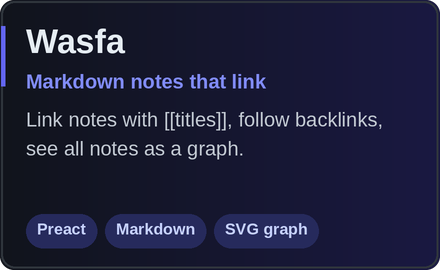 Wasfa
Markdown notes that link
Link notes with [[titles]], follow backlinks,
see all notes as a graph.
Preact Markdown SVG graph